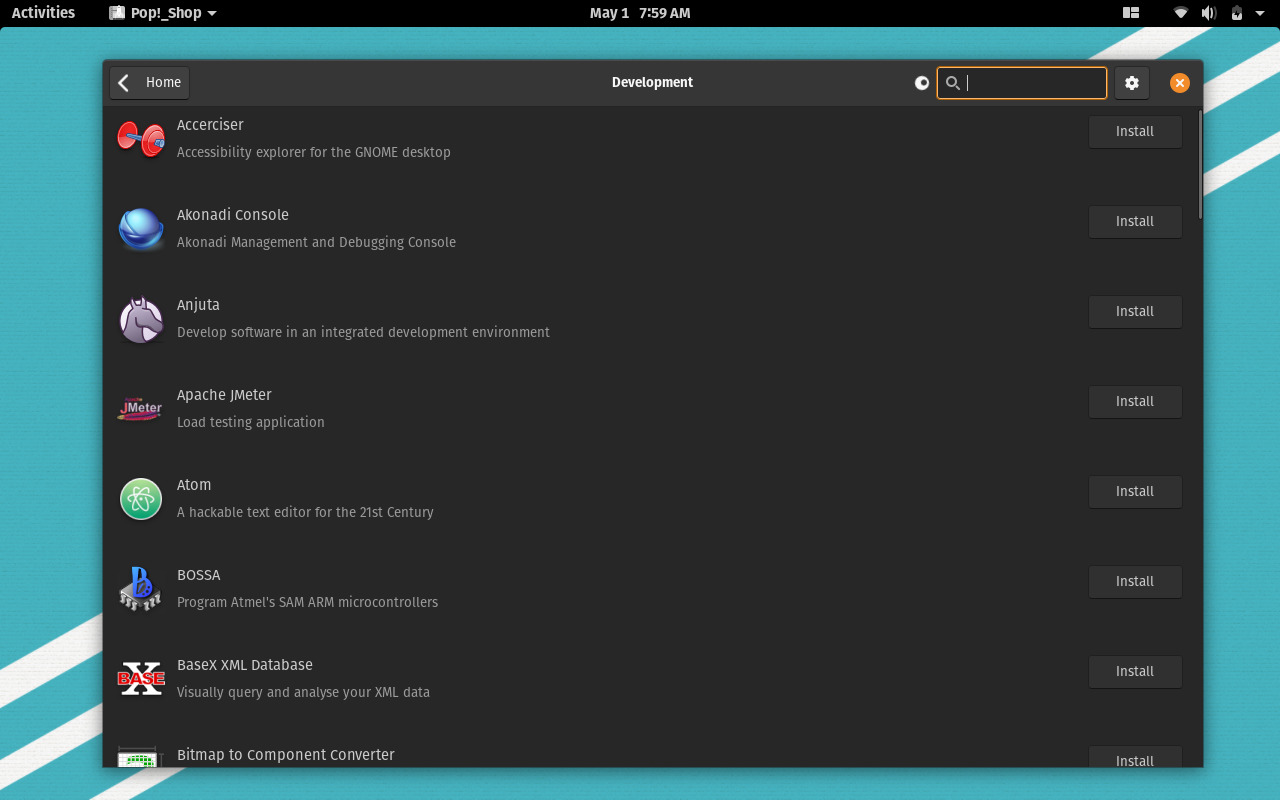 Activities Pop!_Shop May 1 7:59 AM
Home Development
Accerciser Install
Accessibility explorer for the GNOME desktop
Akonadi Console Install
Akonadi Management and Debugging Console
Anjuta Install
Develop software in an integrated development environment
Apache JMeter Install
JMeter
Load testing application
Atom Install
A hackable text editor for the 21st Century
BOSSA Install
B
Program Atmel's SAM ARM microcontrollers
BaseX XML Database Install
X
BASE
Visually query and analyse your XML data
Bitmap to Component Converter Install